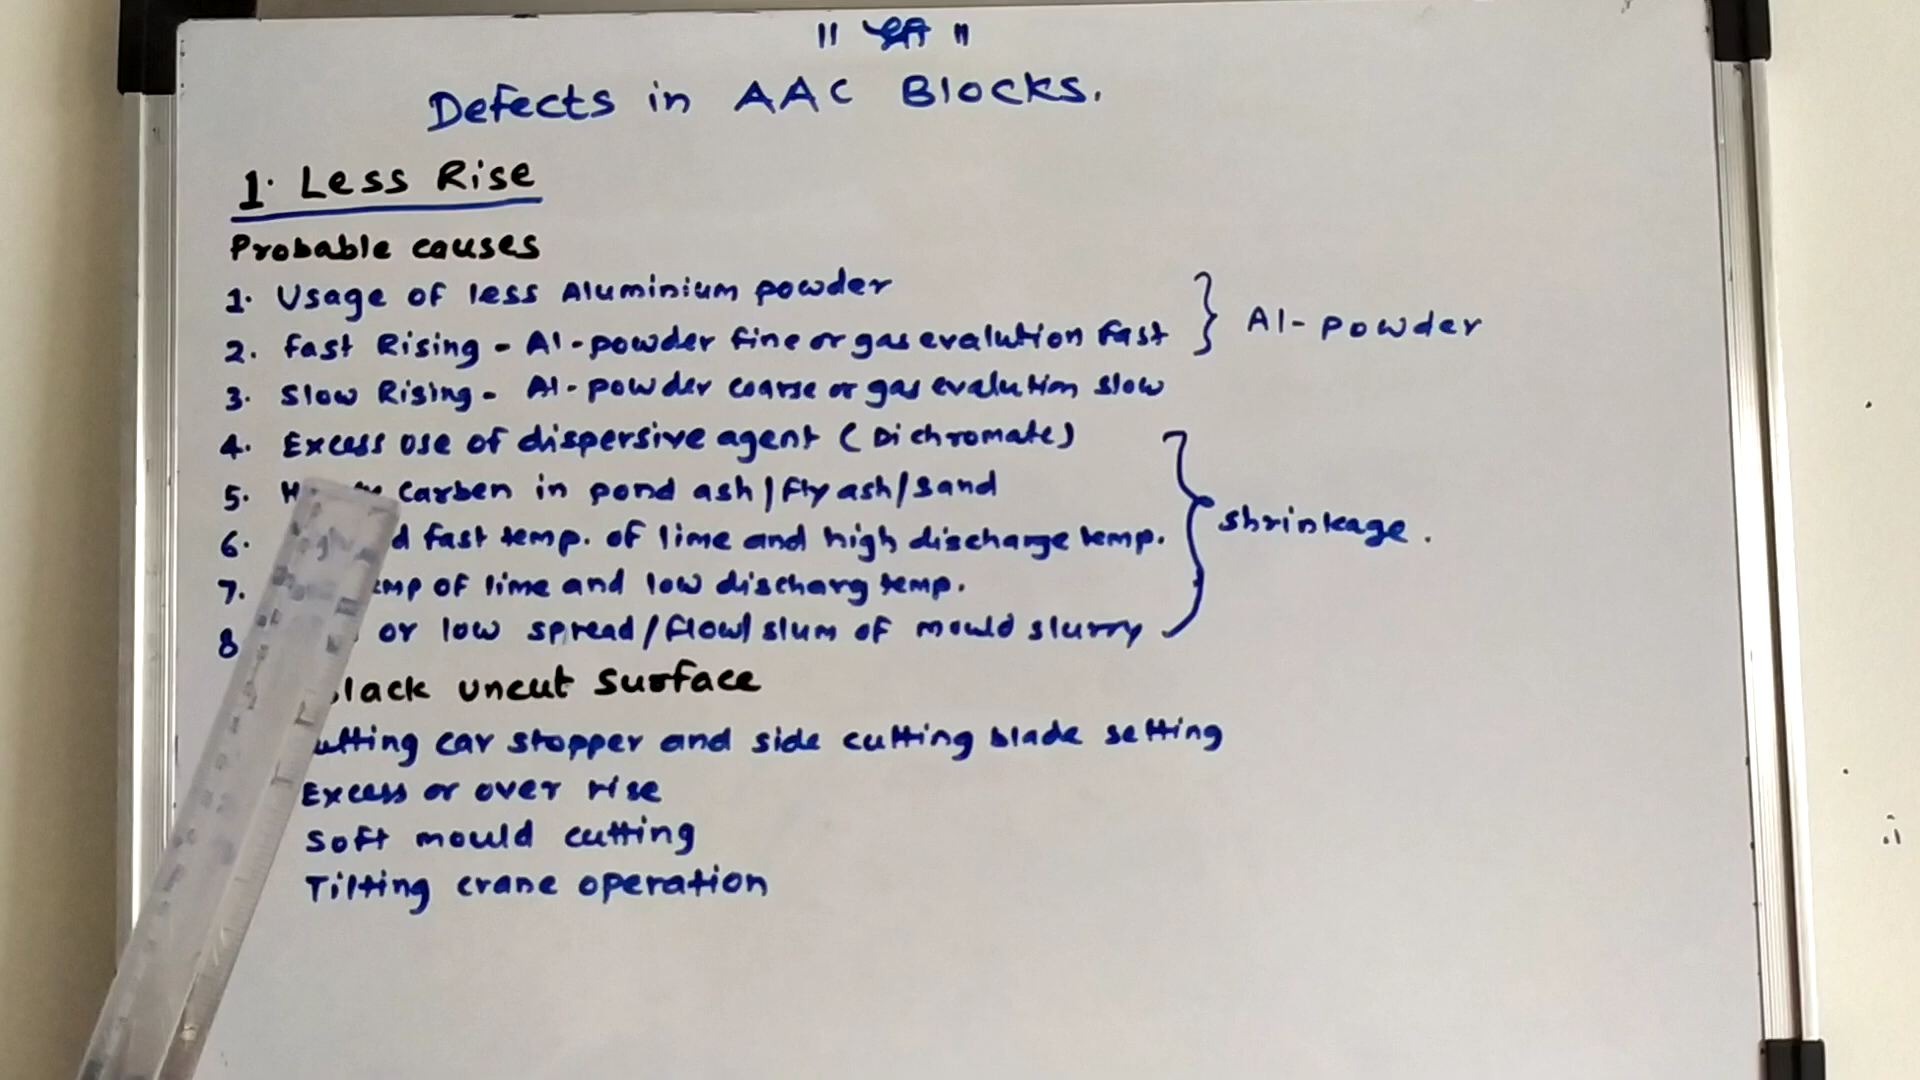 Defects in AAC Blocks.
1. Less Rise
Probable causes
1. Usage of less Aluminium powder
2. Fast Rising - Al-powder fine or gas evalution fast
} Al-powder
3. Slow Rising - Al-powder coarse or gas evalution slow
4. Excess use of dispersive agent (Dichromate)
5. Carben in pond ash/fly ash/sand
6. fast temp. of lime and high discharge temp.
} shrinkage.
7. of lime and low discharg temp.
8 or low spread/flow/slum of mould slurry
uncut surface
car stopper and side cutting blade setting
Excess or over rise
Soft mould cutting
Tilting crane operation